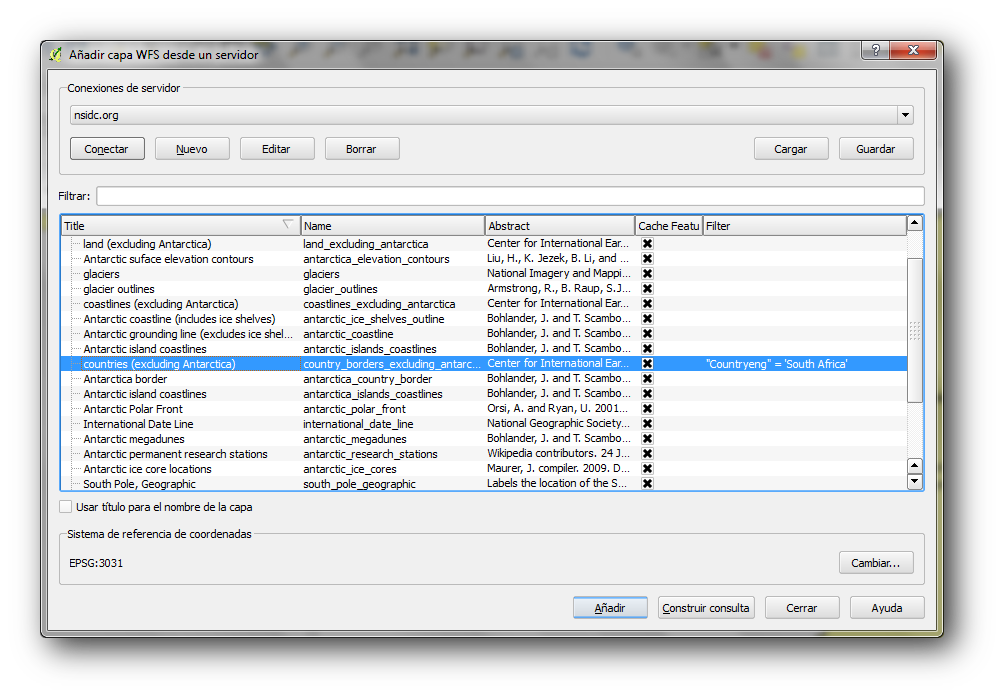 Añadir capa WFS desde un servidor
?
Conexiones de servidor
nsidc.org
Conectar Nuevo Editar Borrar Cargar Guardar
Filtrar:
Title Name Abstract Cache Featu Filter
land (excluding Antarctica) land_excluding_antarctica Center for International Ear...
Antarctic suface elevation contours antarctica_elevation_contours Liu, H., K. Jezek, B. Li, and ...
glaciers glaciers National Imagery and Mappi...
glacier outlines glacier_outlines Armstrong, R., B. Raup, S.J...
coastlines (excluding Antarctica) coastlines_excluding_antarctica Center for International Ear...
Antarctic coastline (includes ice shelves) antarctic_ice_shelves_outline Bohlander, J. and T. Scambo...
Antarctic grounding line (excludes ice shel... antarctic_coastline Bohlander, J. and T. Scambo...
Antarctic island coastlines antarctic_islands_coastlines Bohlander, J. and T. Scambo...
countries (excluding Antarctica) country_borders_excluding_antarc... Center for International Ear... "Countryeng" = 'South Africa'
Antarctica border antarctica_country_border Bohlander, J. and T. Scambo...
Antarctic island coastlines antarctica_islands_coastlines Bohlander, J. and T. Scambo...
Antarctic Polar Front antarctic_polar_front Orsi, A. and Ryan, U. 2001...
International Date Line international_date_line National Geographic Society...
Antarctic megadunes antarctic_megadunes Bohlander, J. and T. Scambo...
Antarctic permanent research stations antarctic_research_stations Wikipedia contributors. 24 J...
Antarctic ice core locations antarctic_ice_cores Maurer, J. compiler. 2009. D...
South Pole, Geographic south_pole_geographic Labels the location of the S...
Usar título para el nombre de la capa
Sistema de referencia de coordenadas
EPSG:3031 Cambiar...
Añadir Construir consulta Cerrar Ayuda